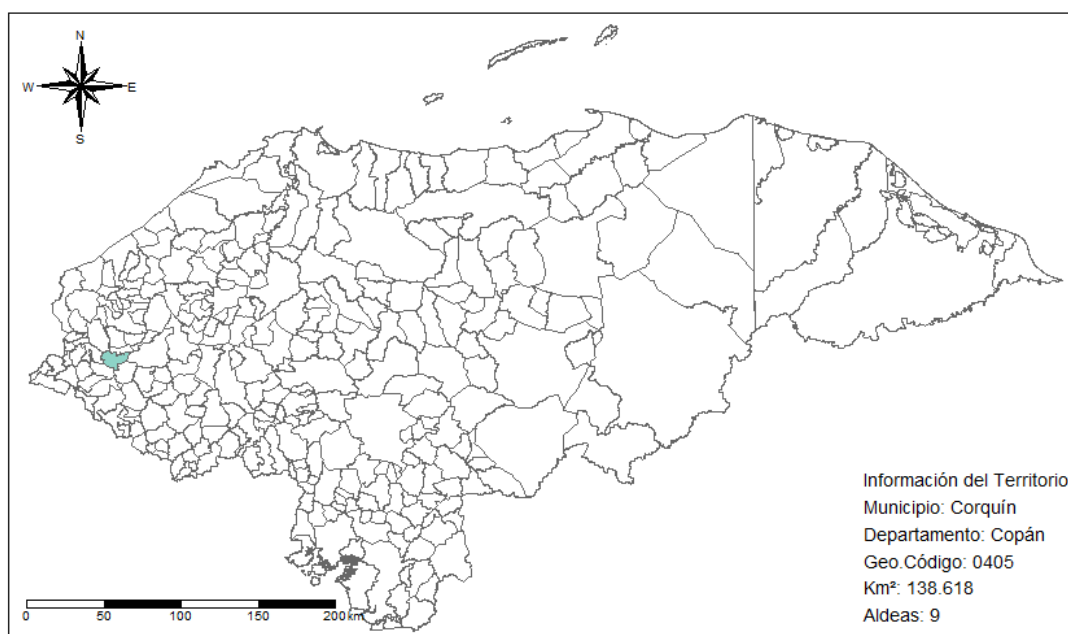 N
W E
S
Información del Territorio
Municipio: Corquín
Departamento: Copán
Geo.Código: 0405
Km²: 138.618
Aldeas: 9
0 50 100 150 200 km